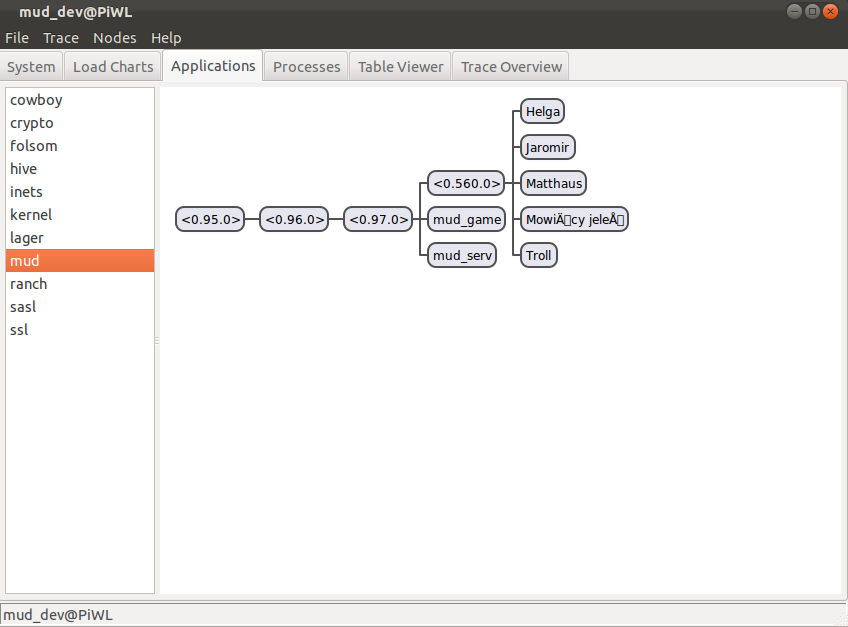 mud_dev@PiWL
File Trace Nodes Help
System Load Charts Applications Processes Table Viewer Trace Overview
cowboy
crypto
folsom
hive
inets
kernel
lager
mud
ranch
sasl
ssl
Helga
Jaromir
<0.560.0> Matthaus
<0.95.0> <0.96.0> <0.97.0> mud_game MowiÄ▯cy jeleÅ▯
mud_serv Troll
mud_dev@PiWL